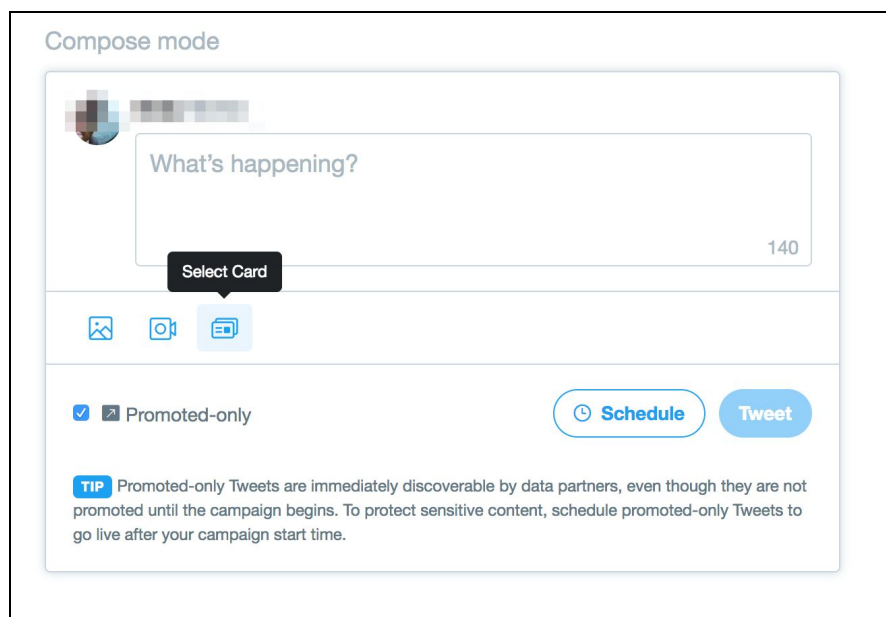 Compose mode
What's happening?
140
Select Card
Promoted-only
Schedule
Tweet
TIP Promoted-only Tweets are immediately discoverable by data partners, even though they are not
promoted until the campaign begins. To protect sensitive content, schedule promoted-only Tweets to
go live after your campaign start time.